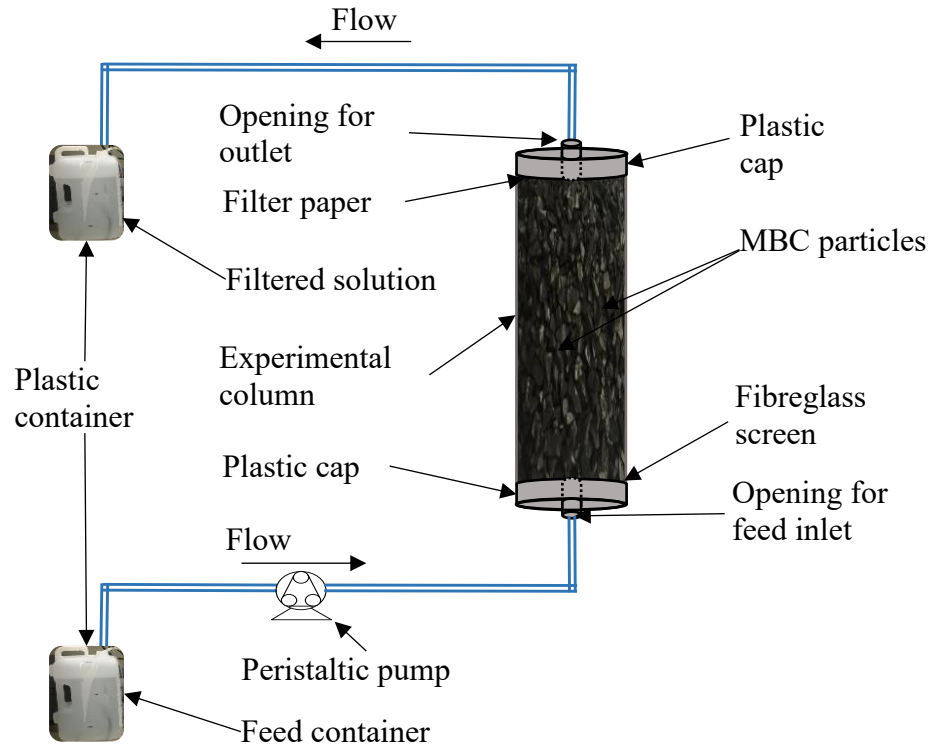 Flow
Opening for
outlet
Plastic
cap
Filter paper
MBC particles
Filtered solution
Experimental
column
Plastic
container
Fibreglass
screen
Plastic cap
Opening for
feed inlet
Flow
Peristaltic pump
Feed container